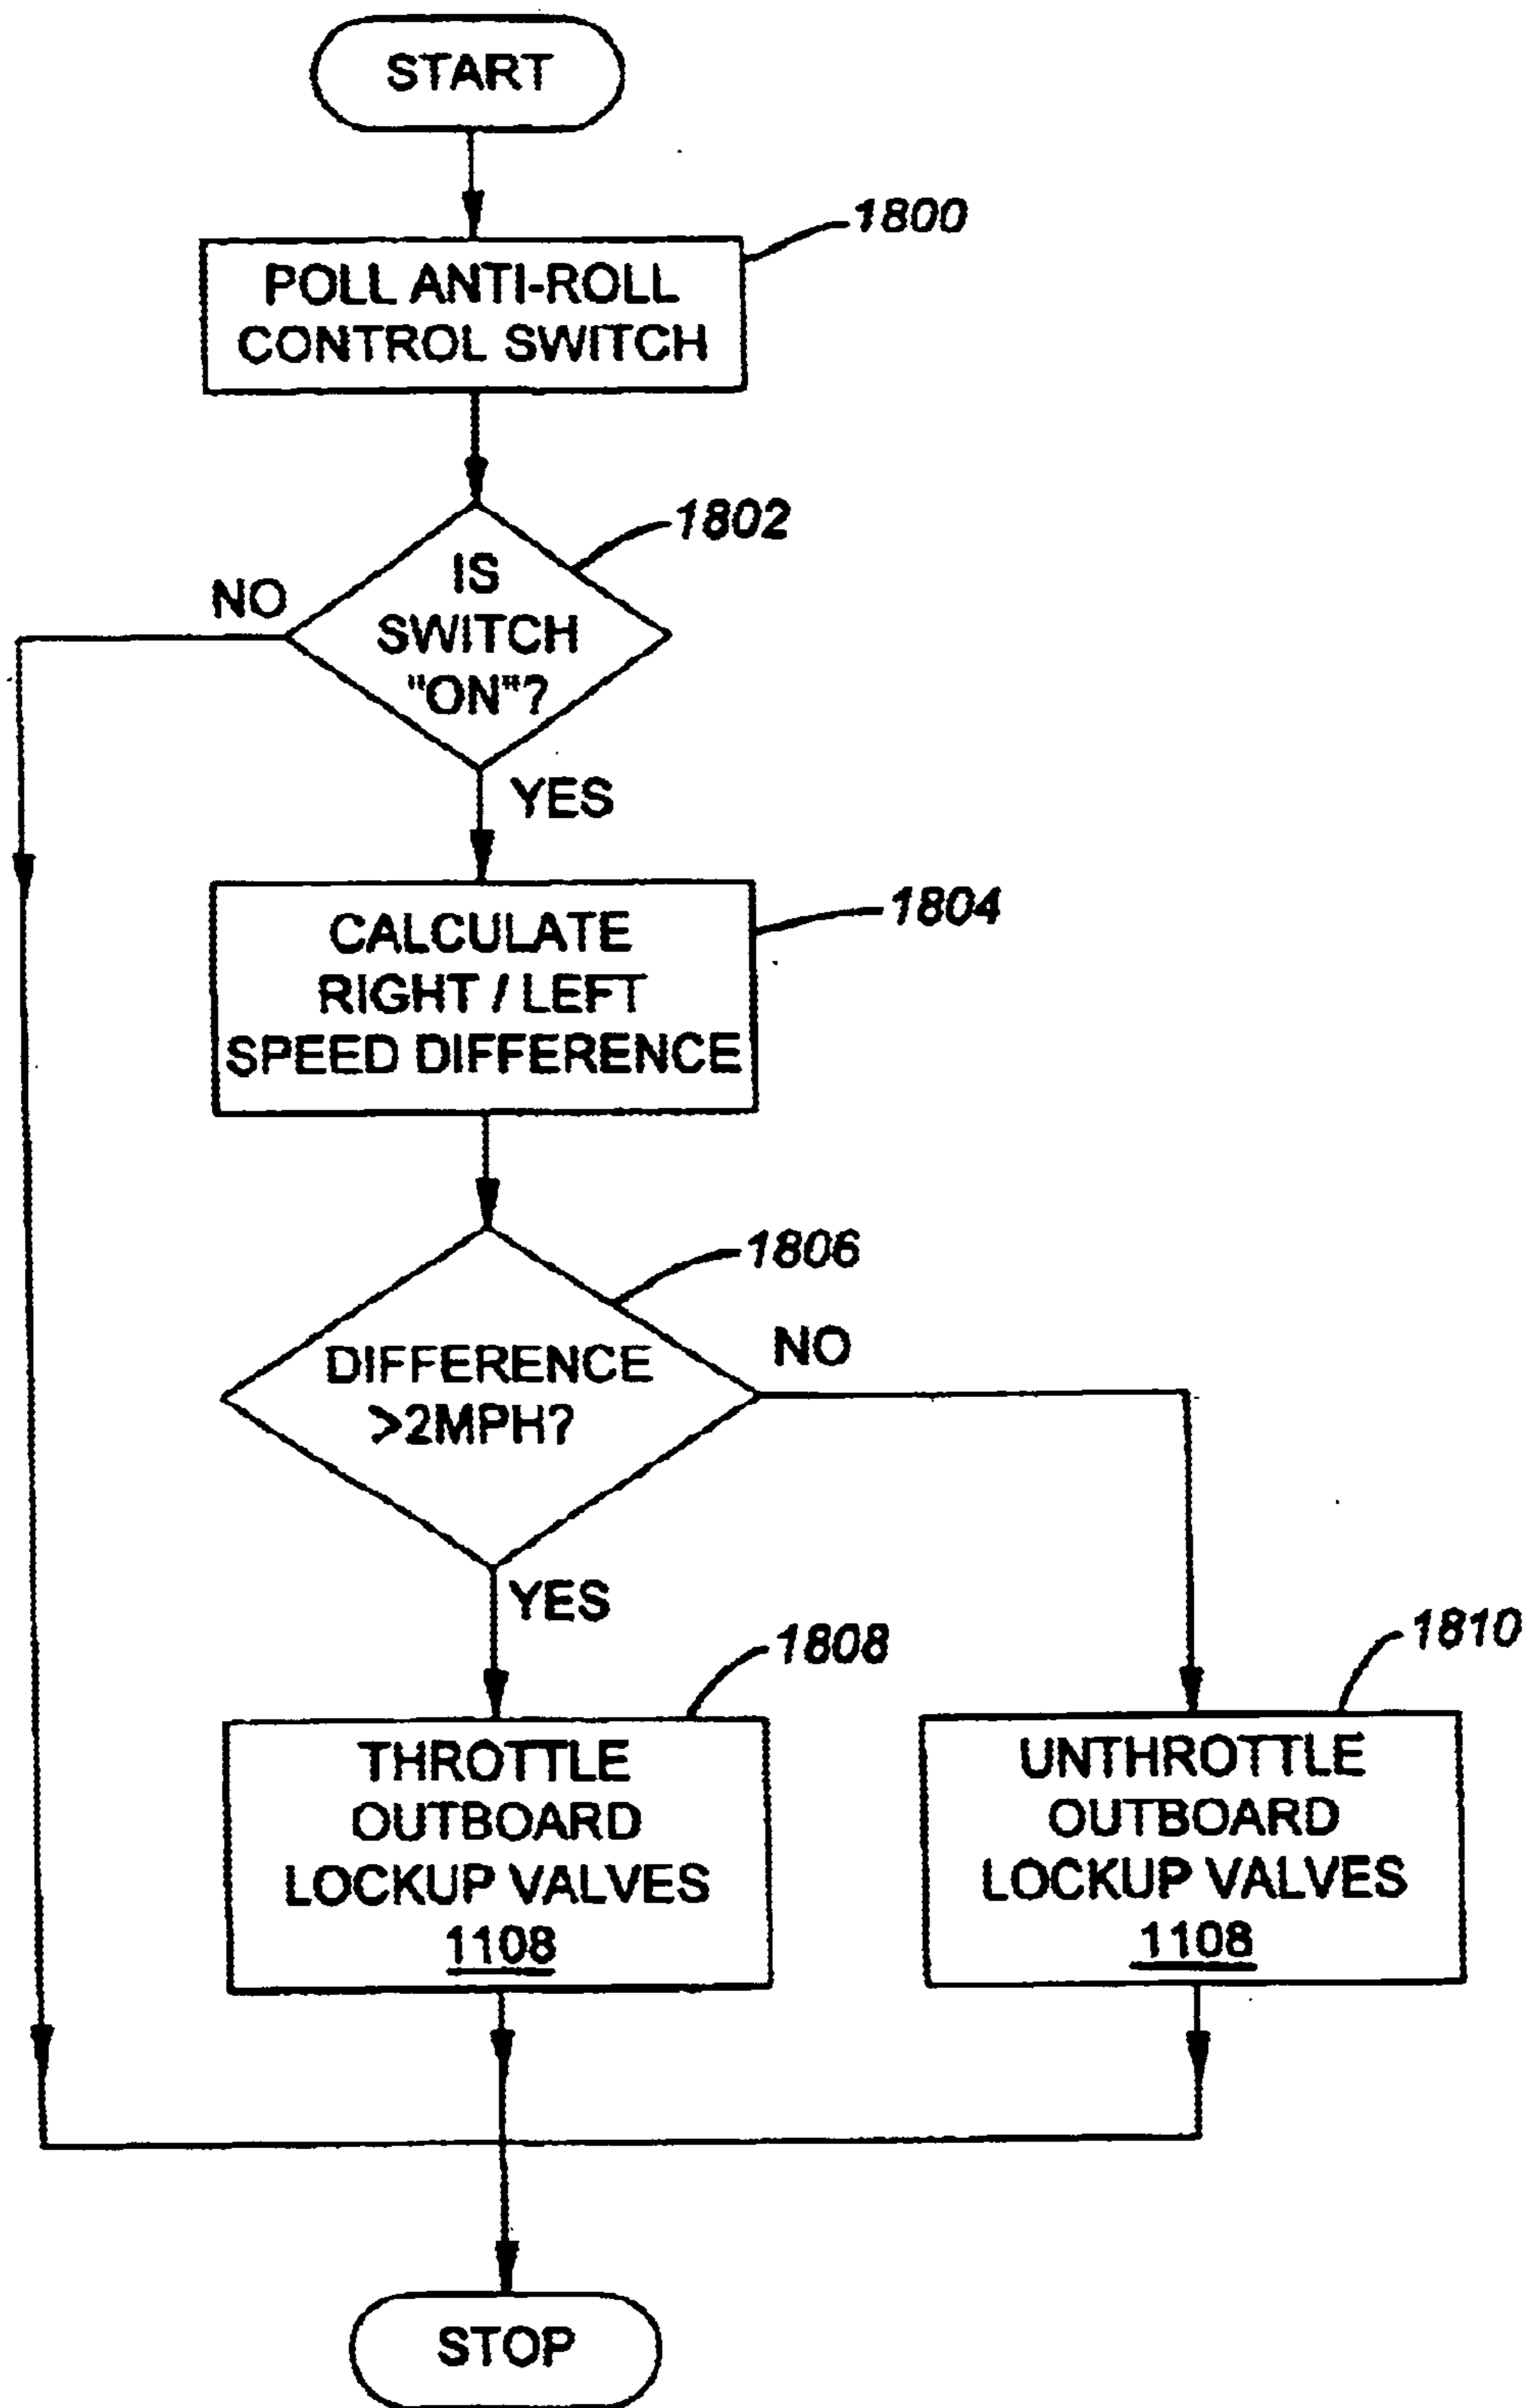 START
1800
POLL ANTI-ROLL
CONTROL SWITCH
1802
IS
SWITCH
"ON"?
NO
YES
1804
CALCULATE
RIGHT / LEFT
SPEED DIFFERENCE
1806
DIFFERENCE
>2MPH?
NO
YES
1808
THROTTLE
OUTBOARD
LOCKUP VALVES
1108
1810
UNTHROTTLE
OUTBOARD
LOCKUP VALVES
1108
STOP